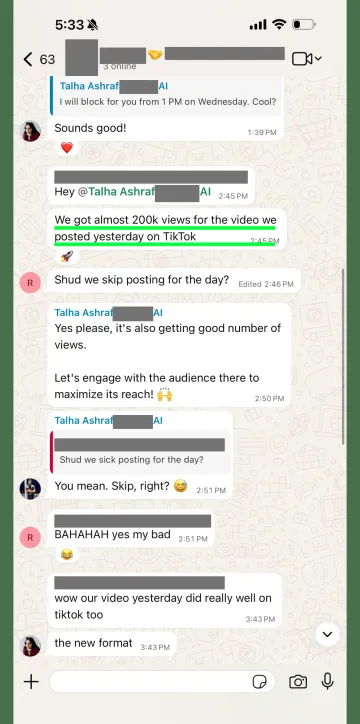 5:33
63
3 online
Talha Ashraf AI
I will block for you from 1 PM on Wednesday. Cool?
Sounds good!
1:39 PM
Hey @Talha Ashraf AI
2:45 PM
We got almost 200k views for the video we
posted yesterday on TikTok
2:45 PM
R
Shud we skip posting for the day?
Edited 2:46 PM
Talha Ashraf AI
Yes please, it's also getting good number of
views.
Let's engage with the audience there to
maximize its reach! 🙌
2:50 PM
Talha Ashraf AI
Shud we sick posting for the day?
You mean. Skip, right? 😅
2:51 PM
R
BAHAHAH yes my bad
2:51 PM
wow our video yesterday did really well on
tiktok too
3:43 PM
the new format
3:43 PM